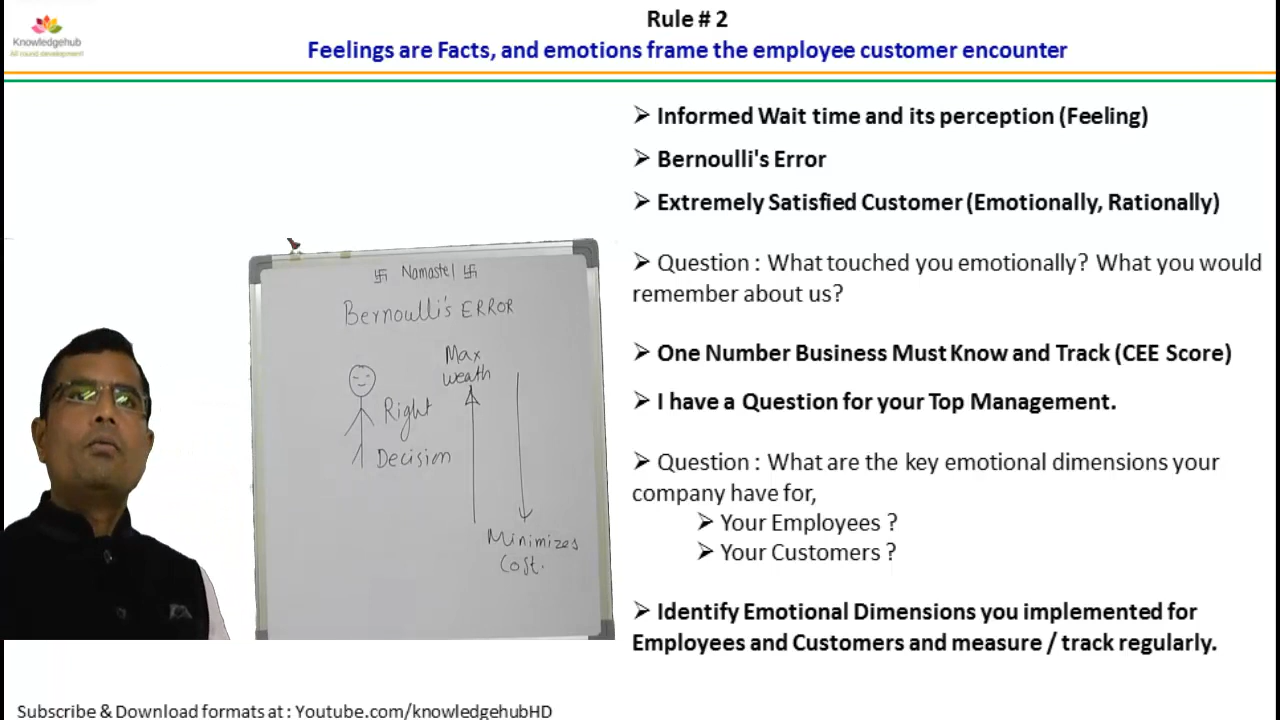 Rule # 2
Knowledgehub
All round development!
Feelings are Facts, and emotions frame the employee customer encounter
卐 Namaste! 卐
Bernoulli's ERROR
Max
weath
Right
Decision
Minimizes
Cost.
➢ Informed Wait time and its perception (Feeling)
➢ Bernoulli's Error
➢ Extremely Satisfied Customer (Emotionally, Rationally)
➢ Question : What touched you emotionally? What you would
remember about us?
➢ One Number Business Must Know and Track (CEE Score)
➢ I have a Question for your Top Management.
➢ Question : What are the key emotional dimensions your
company have for,
➢ Your Employees ?
➢ Your Customers ?
➢ Identify Emotional Dimensions you implemented for
Employees and Customers and measure / track regularly.
Subscribe & Download formats at : Youtube.com/knowledgehubHD